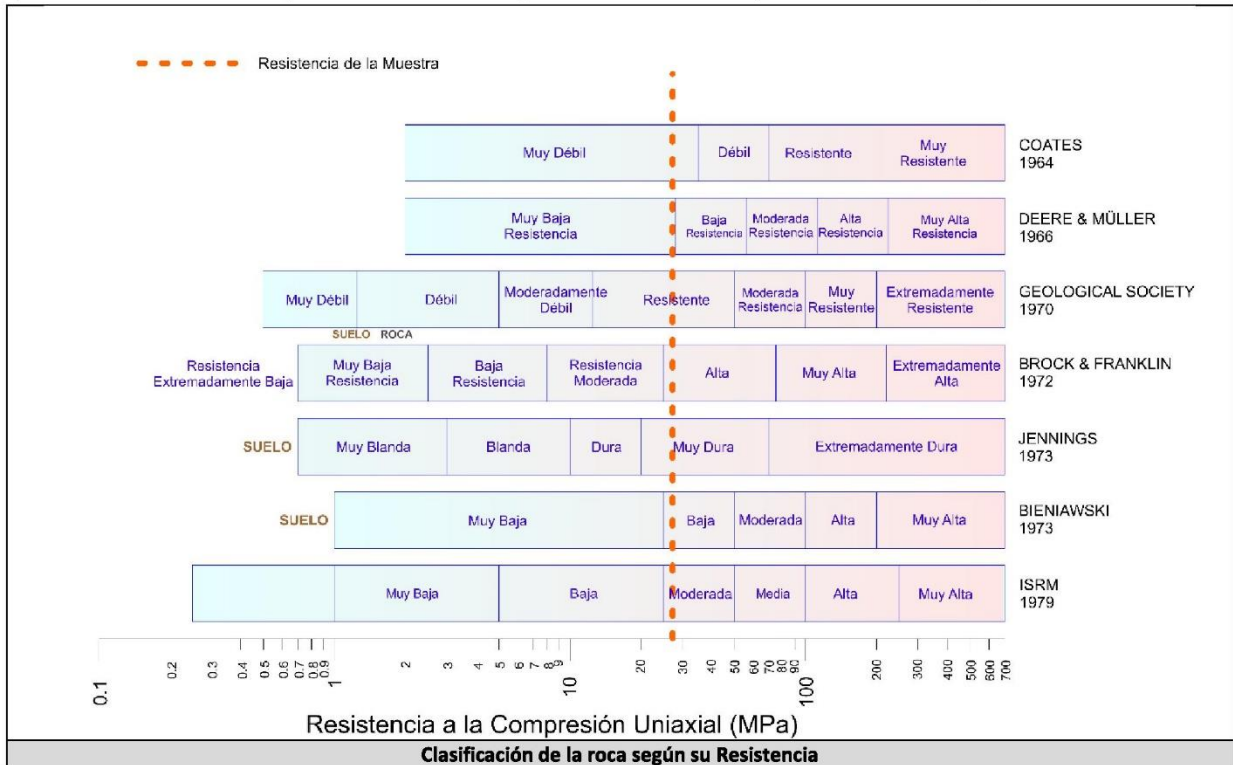 Resistencia de la Muestra
Muy Débil
Débil
Resistente
Muy
Resistente
COATES
1964
Muy Baja
Resistencia
Baja
Resistencia
Moderada
Resistencia
Alta
Resistencia
Muy Alta
Resistencia
DEERE & MÜLLER
1966
Muy Débil
Débil
Moderadamente
Débil
Resistente
Moderada
Resistencia
Muy
Resistente
Extremadamente
Resistente
GEOLOGICAL SOCIETY
1970
SUELO ROCA
Resistencia
Extremadamente Baja
Muy Baja
Resistencia
Baja
Resistencia
Resistencia
Moderada
Alta
Muy Alta
Extremadamente
Alta
BROCK & FRANKLIN
1972
SUELO
Muy Blanda
Blanda
Dura
Muy Dura
Extremadamente Dura
JENNINGS
1973
SUELO
Muy Baja
Baja
Moderada
Alta
Muy Alta
BIENIAWSKI
1973
Muy Baja
Baja
Moderada
Media
Alta
Muy Alta
ISRM
1979
0.1
0.2
0.3
0.4
0.5
0.6
0.7
0.8
0.9
1
2
3
4
5
6
7
8
9
10
20
30
40
50
60
70
80
90
100
200
300
400
500
600
700
Resistencia a la Compresión Uniaxial (MPa)
Clasificación de la roca según su Resistencia